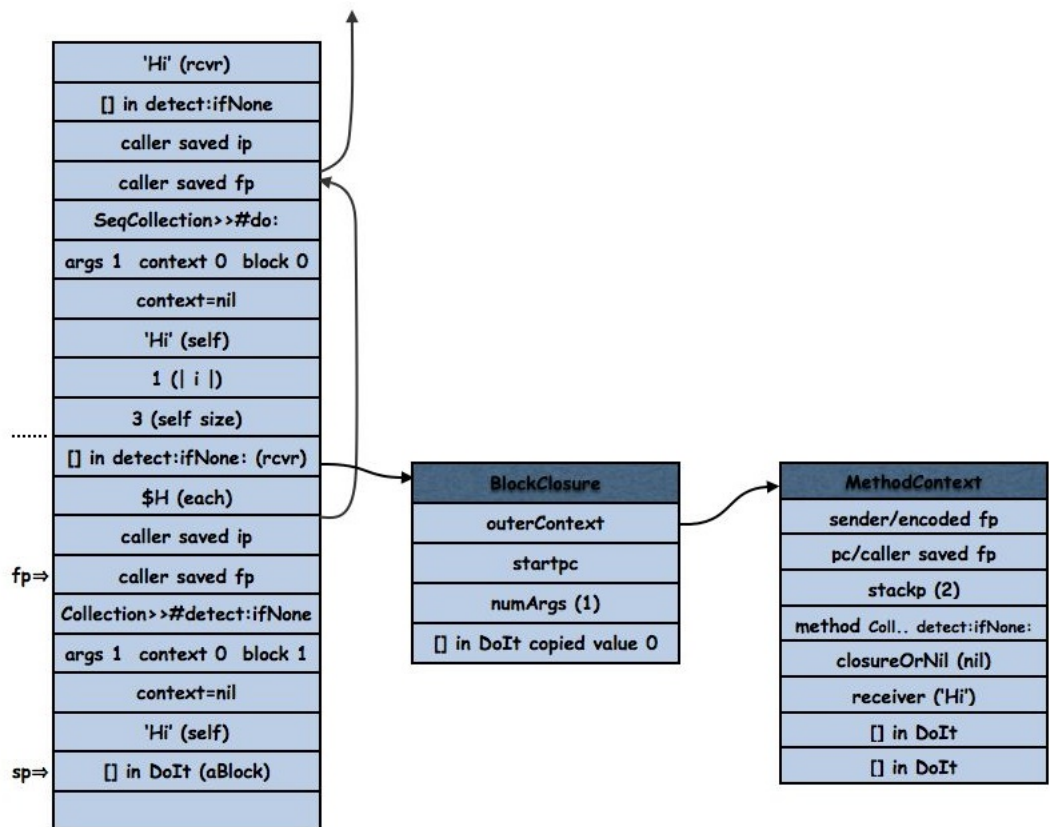 'Hi' (rcvr)
[] in detect:ifNone
caller saved ip
caller saved fp
SeqCollection>>#do:
args 1 context 0 block 0
context=nil
'Hi' (self)
1 (| i |)
3 (self size)
.......
[] in detect:ifNone: (rcvr)
$H (each)
caller saved ip
fp⇒ caller saved fp
Collection>>#detect:ifNone
args 1 context 0 block 1
context=nil
'Hi' (self)
sp⇒ [] in DoIt (aBlock)
BlockClosure
outerContext
startpc
numArgs (1)
[] in DoIt copied value 0
MethodContext
sender/encoded fp
pc/caller saved fp
stackp (2)
method Coll.. detect:ifNone:
closureOrNil (nil)
receiver ('Hi')
[] in DoIt
[] in DoIt